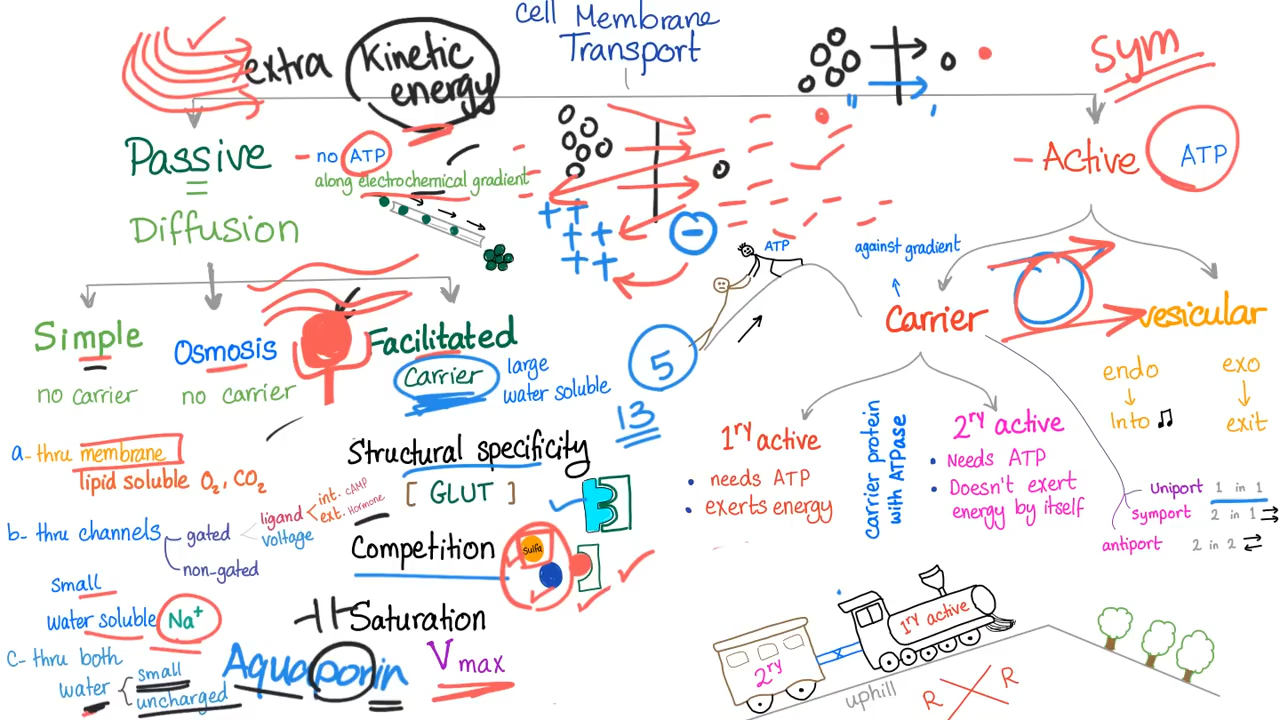 cell Membrane
Transport
extra
Kinetic
energy
sym
Passive
- no ATP
along electrochemical gradient
Diffusion
- Active
ATP
++
++
++
−
"
'
Simple
no carrier
Osmosis
no carrier
Facilitated
Carrier
large
water soluble
a- thru membrane
lipid soluble O₂, CO₂
b- thru channels
gated
ligand
int. cAMP
ext. Hormone
voltage
non-gated
small
water soluble Na⁺
c- thru both
water
small
uncharged
Aquaporin
Structural specificity
[ GLUT ]
Competition
Sulfa
Saturation
Vmax
5
13
ATP
against gradient
Carrier
vesicular
endo
Into ♫
exo
exit
1ry active
• needs ATP
• exerts energy
carrier protein
with ATPase
2ry active
• Needs ATP
• Doesn't exert
energy by itself
Uniport 1 in 1
symport 2 in 1
antiport 2 in 2
2ry
1ry active
uphill
R R